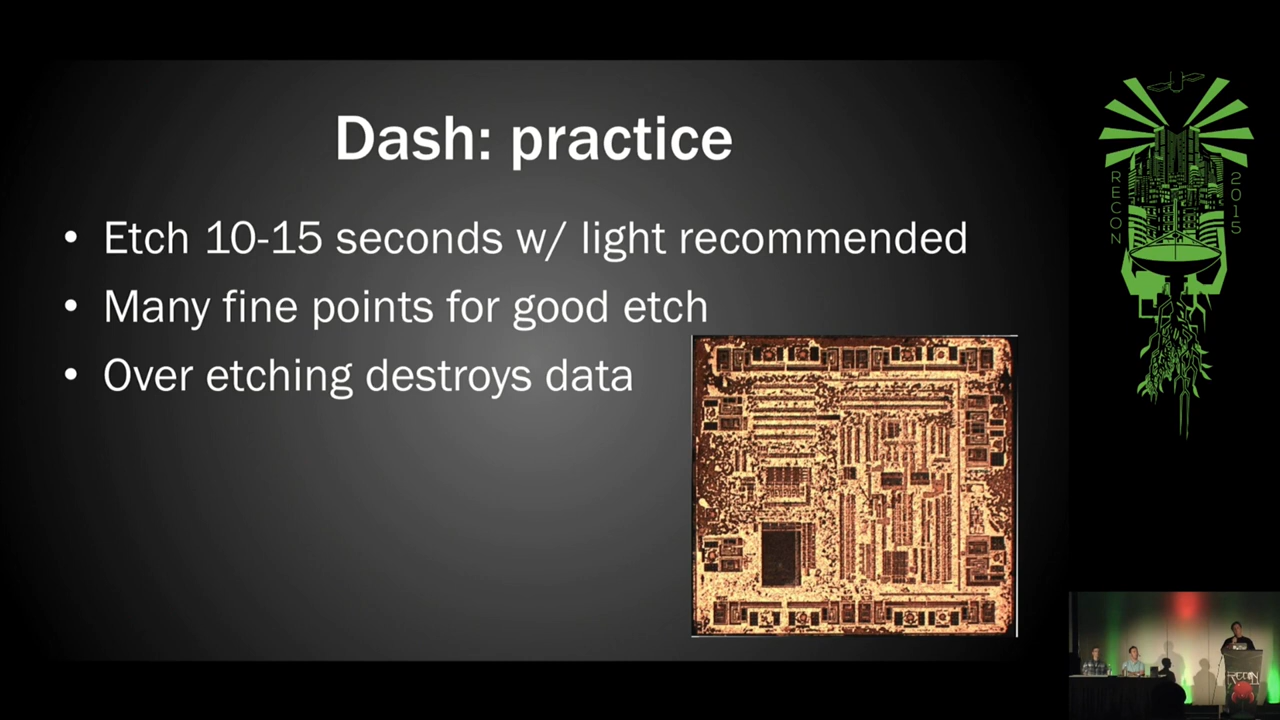 Dash: practice
• Etch 10-15 seconds w/ light recommended
• Many fine points for good etch
• Over etching destroys data
RECON
2015
RECON